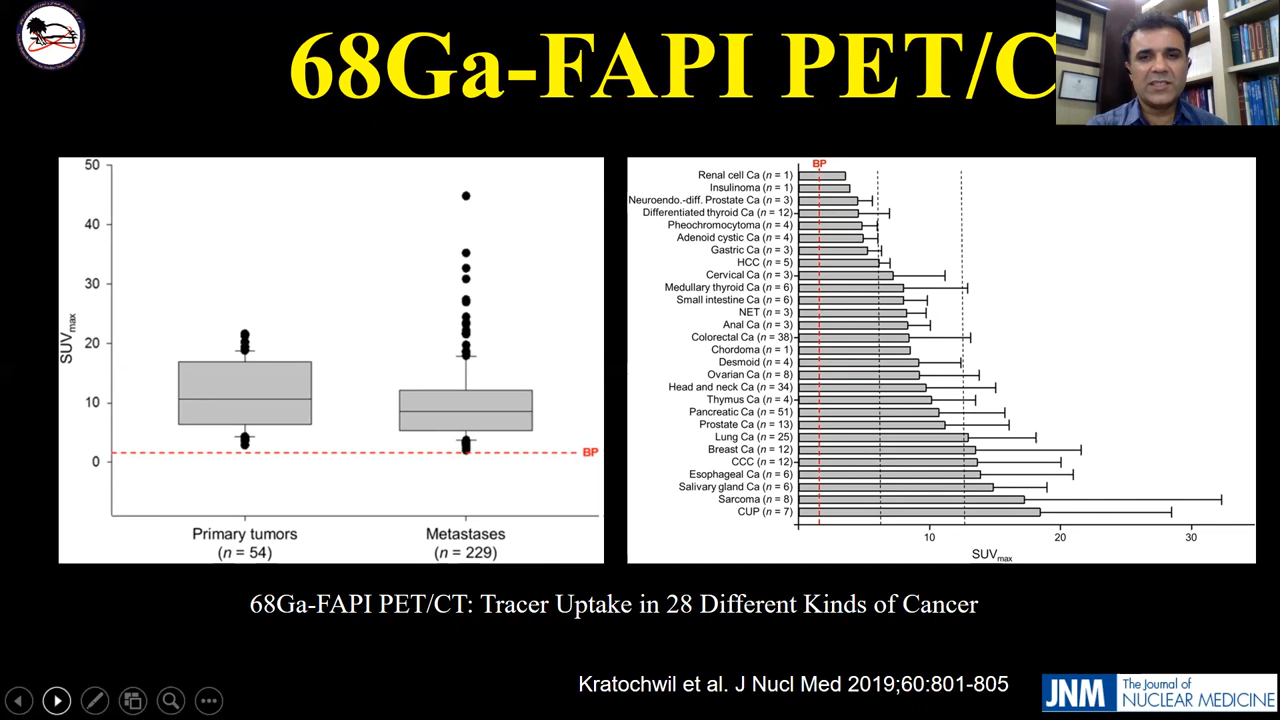 68Ga-FAPI PET/C
50
40
30
20
10
0
SUVmax
BP
Primary tumors
(n = 54)
Metastases
(n = 229)
BP
Renal cell Ca (n = 1)
Insulinoma (n = 1)
Neuroendo.-diff. Prostate Ca (n = 3)
Differentiated thyroid Ca (n = 12)
Pheochromocytoma (n = 4)
Adenoid cystic Ca (n = 4)
Gastric Ca (n = 3)
HCC (n = 5)
Cervical Ca (n = 3)
Medullary thyroid Ca (n = 6)
Small intestine Ca (n = 6)
NET (n = 3)
Anal Ca (n = 3)
Colorectal Ca (n = 38)
Chordoma (n = 1)
Desmoid (n = 4)
Ovarian Ca (n = 8)
Head and neck Ca (n = 34)
Thymus Ca (n = 4)
Pancreatic Ca (n = 51)
Prostate Ca (n = 13)
Lung Ca (n = 25)
Breast Ca (n = 12)
CCC (n = 12)
Esophageal Ca (n = 6)
Salivary gland Ca (n = 6)
Sarcoma (n = 8)
CUP (n = 7)
10 20 30
SUVmax
68Ga-FAPI PET/CT: Tracer Uptake in 28 Different Kinds of Cancer
Kratochwil et al. J Nucl Med 2019;60:801-805
JNM
The Journal of
NUCLEAR MEDICINE